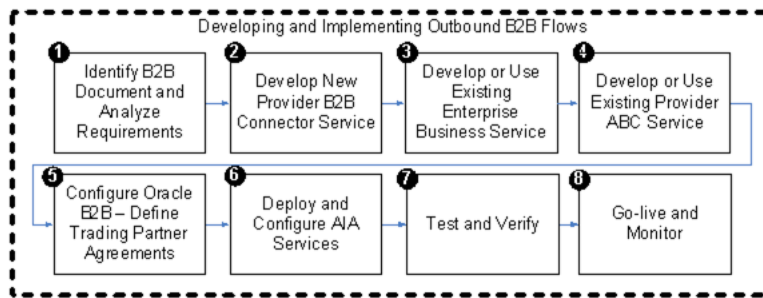 Developing and Implementing Outbound B2B Flows
1
Identify B2B
Document and
Analyze
Requirements
2
Develop New
Provider B2B
Connector Service
3
Develop or Use
Existing
Enterprise
Business Service
4
Develop or Use
Existing Provider
ABC Service
5
Configure Oracle
B2B – Define
Trading Partner
Agreements
6
Deploy and
Configure AIA
Services
7
Test and Verify
8
Go-live and
Monitor